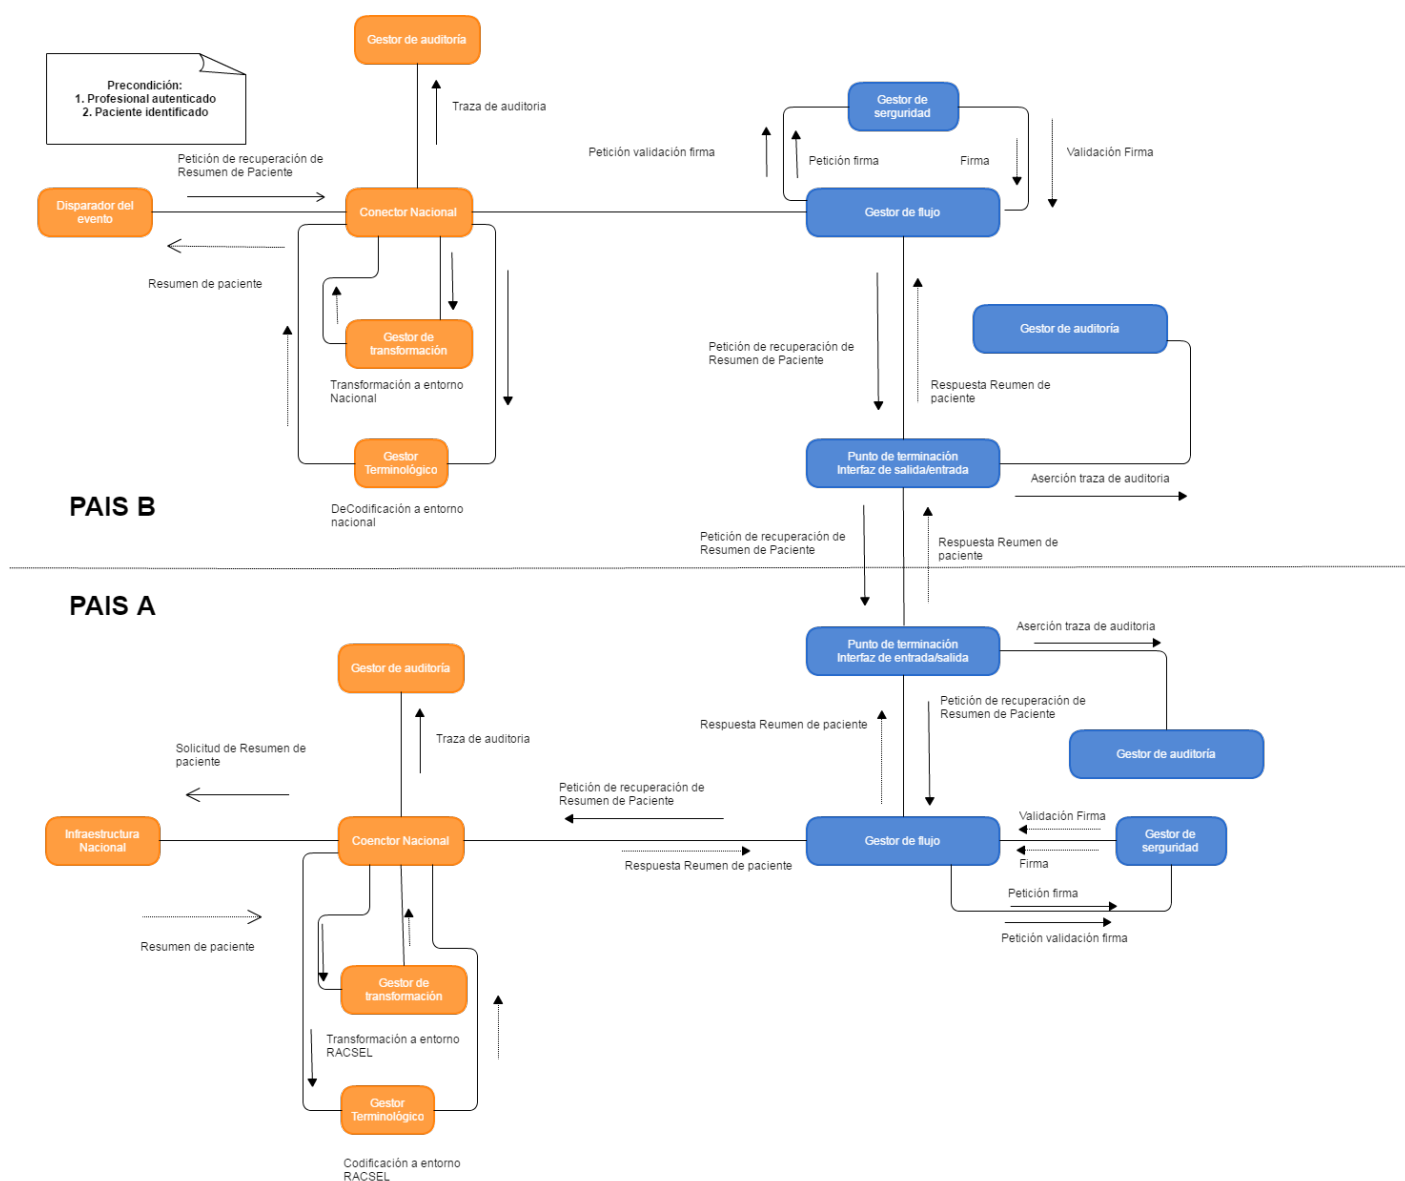 Gestor de auditoría
Precondición:
1. Profesional autenticado
2. Paciente identificado
Traza de auditoria
Gestor de
serguridad
Petición validación firma
Petición firma
Firma
Validación Firma
Petición de recuperación de
Resumen de Paciente
Disparador del
evento
Conector Nacional
Gestor de flujo
Resumen de paciente
Gestor de
transformación
Transformación a entorno
Nacional
Gestor de auditoría
Petición de recuperación de
Resumen de Paciente
Respuesta Reumen de
paciente
Gestor
Terminológico
DeCodificación a entorno
nacional
Punto de terminación
Interfaz de salida/entrada
Aserción traza de auditoria
PAIS B
Petición de recuperación de
Resumen de Paciente
Respuesta Reumen de
paciente
PAIS A
Punto de terminación
Interfaz de entrada/salida
Aserción traza de auditoria
Gestor de auditoría
Traza de auditoria
Respuesta Reumen de paciente
Petición de recuperación de
Resumen de Paciente
Gestor de auditoría
Solicitud de Resumen de
paciente
Petición de recuperación de
Resumen de Paciente
Infraestructura
Nacional
Coenctor Nacional
Gestor de flujo
Validación Firma
Gestor de
serguridad
Firma
Respuesta Reumen de paciente
Petición firma
Petición validación firma
Resumen de paciente
Gestor de
transformación
Transformación a entorno
RACSEL
Gestor
Terminológico
Codificación a entorno
RACSEL